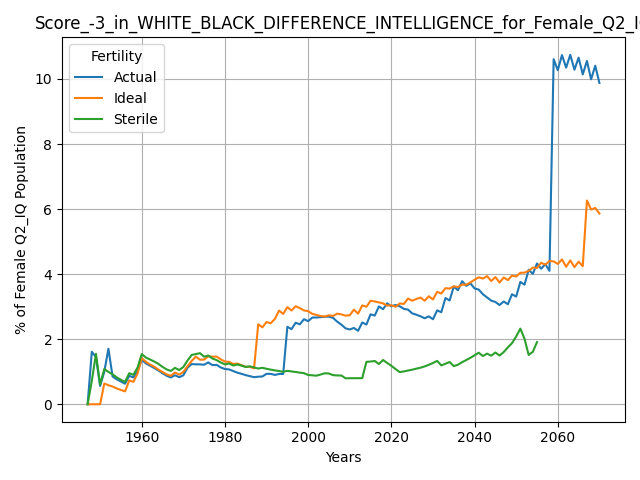 Score_-3_in_WHITE_BLACK_DIFFERENCE_INTELLIGENCE_for_Female_Q2_I
Fertility
Actual
Ideal
Sterile
% of Female Q2_IQ Population
10
8
6
4
2
0
1960 1980 2000 2020 2040 2060
Years